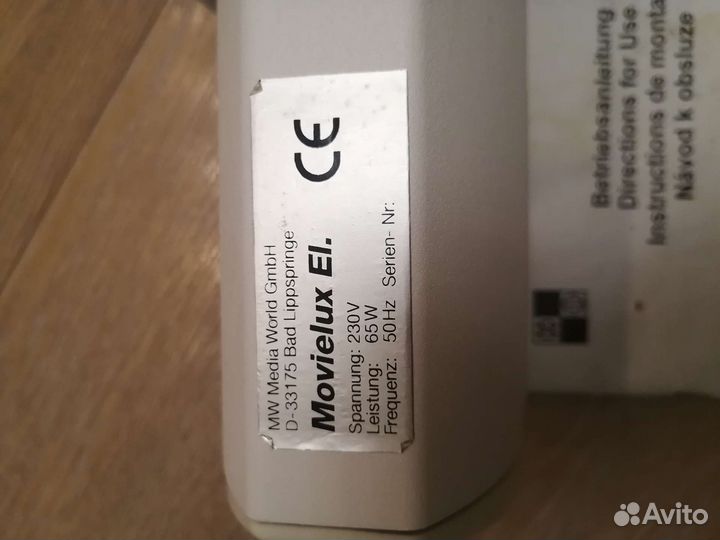 MW Media World GmbH
D-33175 Bad Lippspringe
Movielux El.
CE
Spannung: 230V
Leistung: 65W
Frequenz: 50Hz Serien- Nr:
Betriebsanleitung
Directions for Use
Instructions de monta
Návod k obsluze
Avito